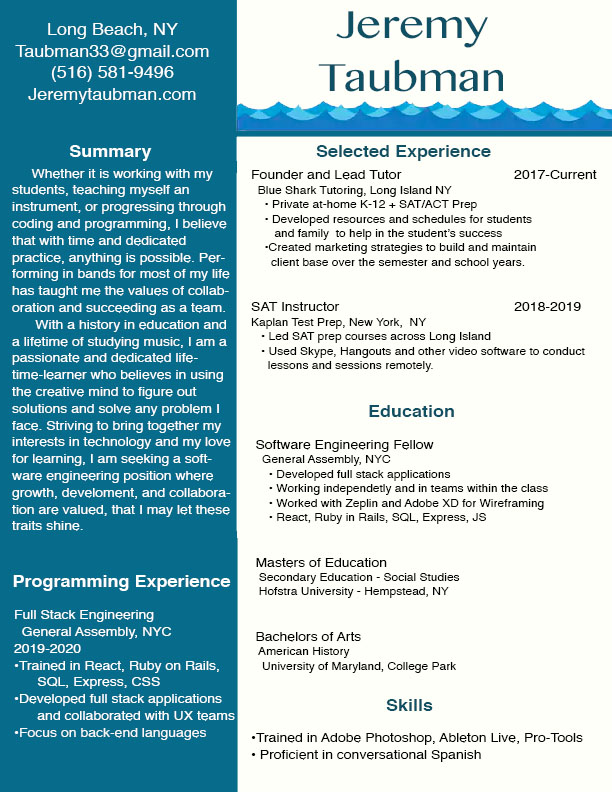 Long Beach, NY
Taubman33@gmail.com
(516) 581-9496
Jeremytaubman.com
Jeremy
Taubman
Summary
Whether it is working with my
students, teaching myself an
instrument, or progressing through
coding and programming, I believe
that with time and dedicated
practice, anything is possible. Per-
forming in bands for most of my life
has taught me the values of collab-
oration and succeeding as a team.
With a history in education and
a lifetime of studying music, I am a
passionate and dedicated life-
time-learner who believes in using
the creative mind to figure out
solutions and solve any problem I
face. Striving to bring together my
interests in technology and my love
for learning, I am seeking a soft-
ware engineering position where
growth, develoment, and collabora-
tion are valued, that I may let these
traits shine.
Programming Experience
Full Stack Engineering
General Assembly, NYC
2019-2020
•Trained in React, Ruby on Rails,
SQL, Express, CSS
•Developed full stack applications
and collaborated with UX teams
•Focus on back-end languages
Selected Experience
Founder and Lead Tutor 2017-Current
Blue Shark Tutoring, Long Island NY
• Private at-home K-12 + SAT/ACT Prep
• Developed resources and schedules for students
and family to help in the student's success
•Created marketing strategies to build and maintain
client base over the semester and school years.
SAT Instructor 2018-2019
Kaplan Test Prep, New York, NY
• Led SAT prep courses across Long Island
• Used Skype, Hangouts and other video software to conduct
lessons and sessions remotely.
Education
Software Engineering Fellow
General Assembly, NYC
• Developed full stack applications
• Working independetly and in teams within the class
• Worked with Zeplin and Adobe XD for Wireframing
• React, Ruby in Rails, SQL, Express, JS
Masters of Education
Secondary Education - Social Studies
Hofstra University - Hempstead, NY
Bachelors of Arts
American History
University of Maryland, College Park
Skills
•Trained in Adobe Photoshop, Ableton Live, Pro-Tools
• Proficient in conversational Spanish